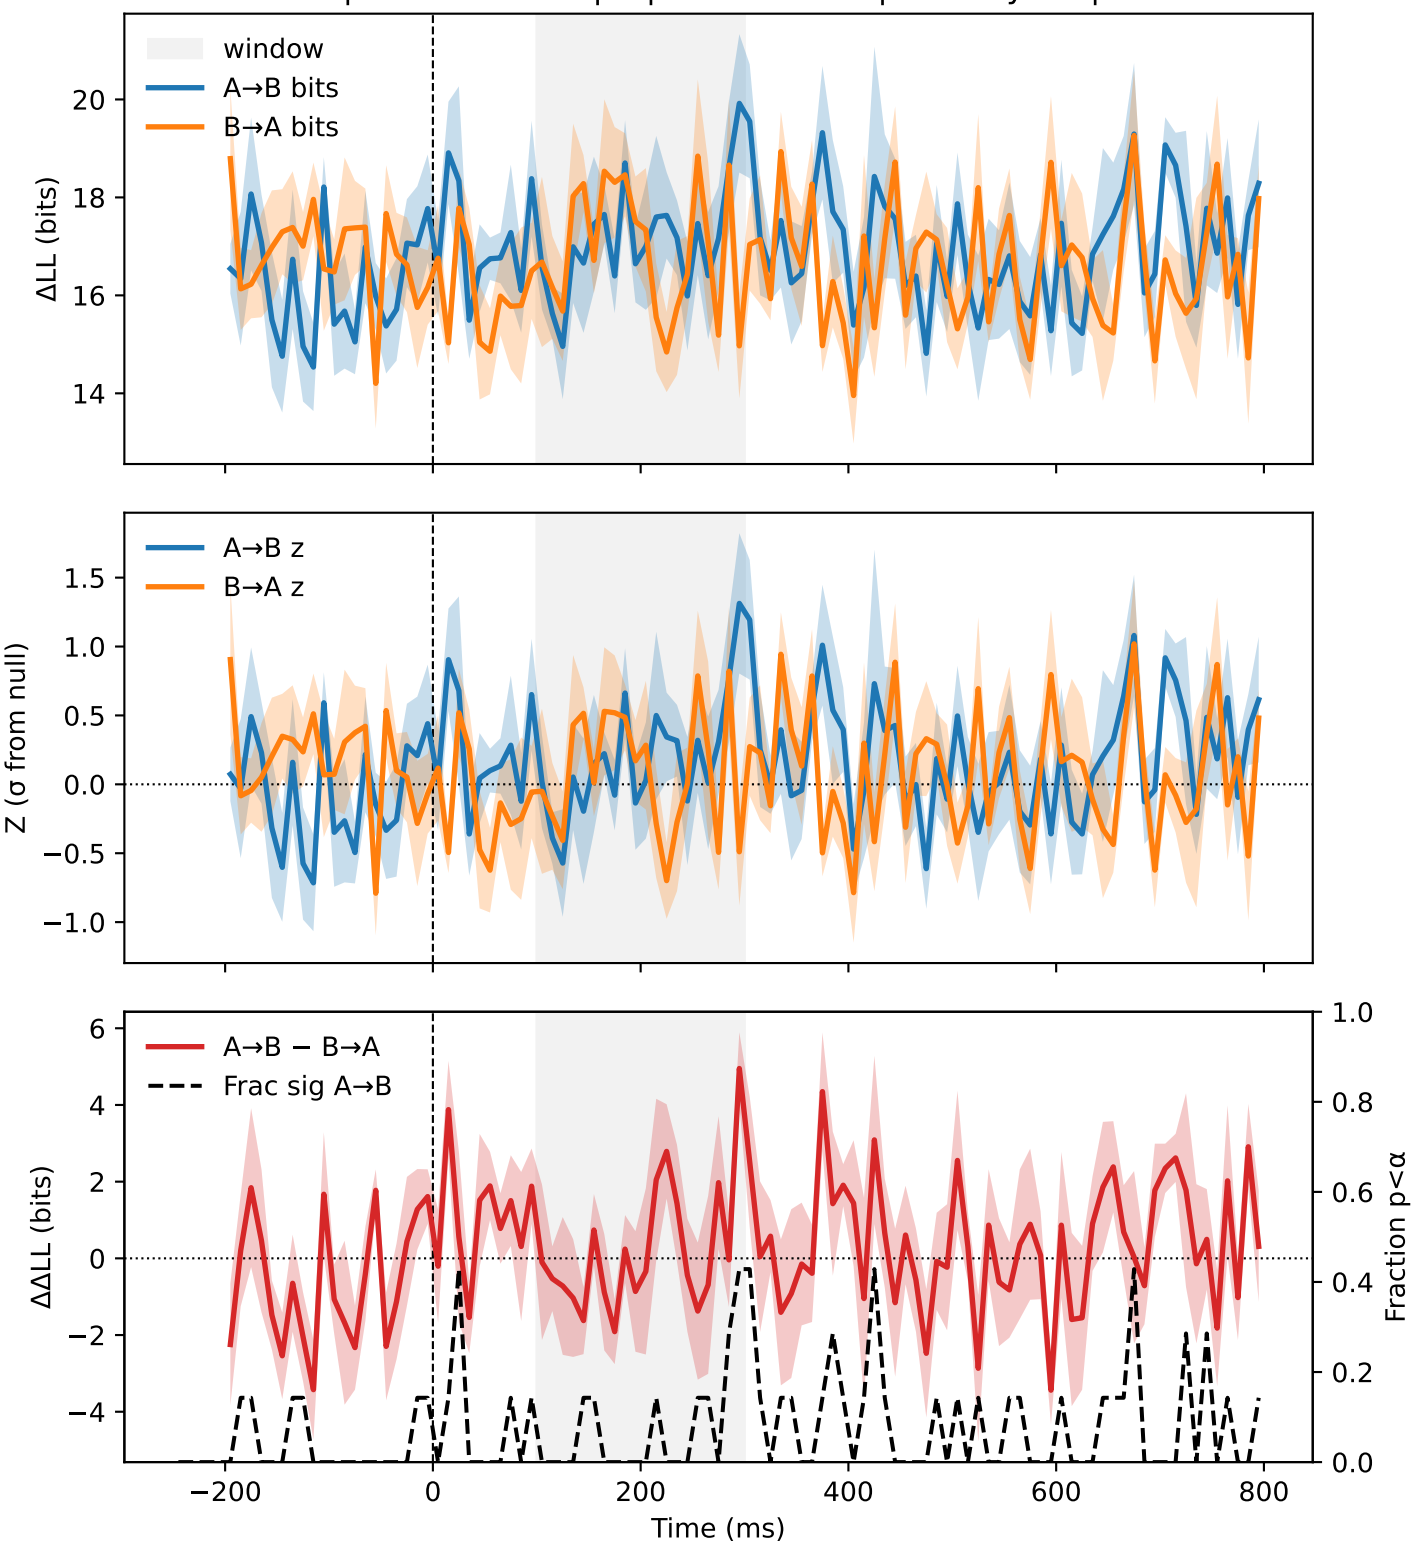 window
A→B bits
B→A bits
ΔLL (bits)
20
18
16
14
A→B z
B→A z
Z (σ from null)
1.5
1.0
0.5
0.0
−0.5
−1.0
A→B − B→A
Frac sig A→B
ΔΔLL (bits)
6
4
2
0
−2
−4
1.0
0.8
0.6
0.4
0.2
0.0
Fraction p<α
−200
0
200
400
600
800
Time (ms)